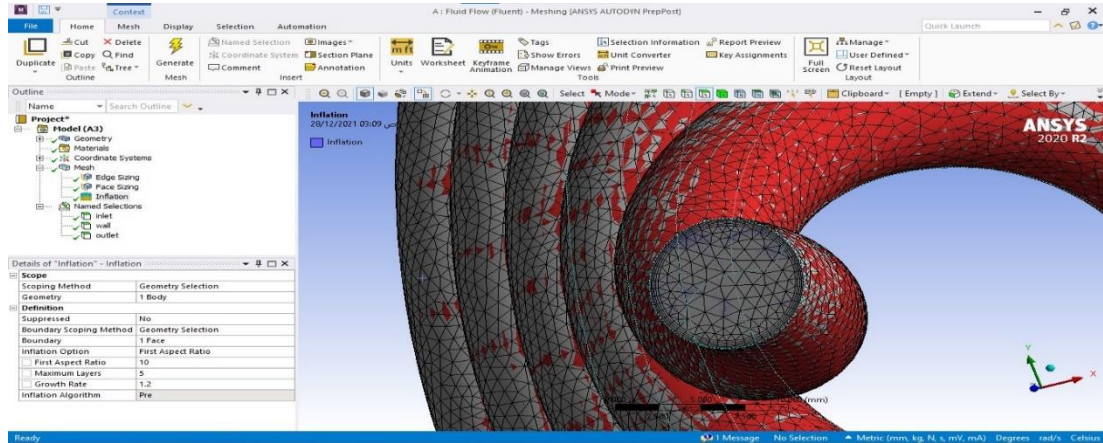 Context
A : Fluid Flow (Fluent) - Meshing [ANSYS AUTODYN PrepPost]
File Home Mesh Display Selection Automation Quick Launch
Duplicate Cut Copy Paste Delete Find Tree
Outline
Generate
Mesh
Named Selection Coordinate System Comment Images Section Plane Annotation
Insert
Units Worksheet Keyframe Animation Tags Show Errors Manage Views Selection Information Unit Converter Print Preview Report Preview Key Assignments
Tools
Full Screen Manage User Defined Reset Layout
Layout
Outline
Name Search Outline
Select Mode Clipboard [ Empty ] Extend Select By
Project*
Model (A3)
Geometry
Materials
Coordinate Systems
Mesh
Edge Sizing
Face Sizing
Inflation
Named Selections
inlet
wall
outlet
Inflation
28/12/2021 03:09 ص
Inflation
ANSYS
2020 R2
Details of "Inflation" - Inflation
Scope
Scoping Method Geometry Selection
Geometry 1 Body
Definition
Suppressed No
Boundary Scoping Method Geometry Selection
Boundary 1 Face
Inflation Option First Aspect Ratio
First Aspect Ratio 10
Maximum Layers 5
Growth Rate 1.2
Inflation Algorithm Pre
5.000 (mm)
Y
X
Ready 1 Message No Selection Metric (mm, kg, N, s, mV, mA) Degrees rad/s Celsius